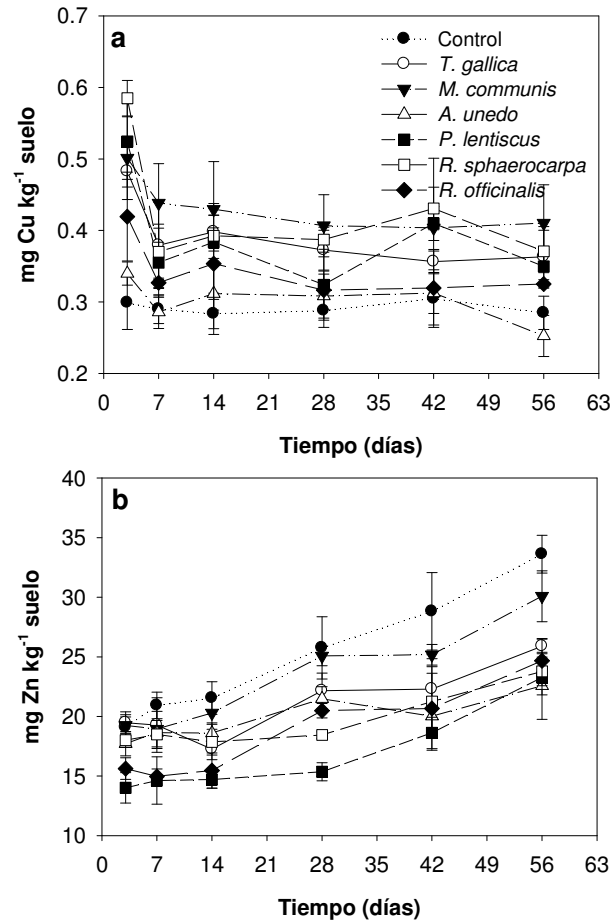 a
Control
T. gallica
M. communis
A. unedo
P. lentiscus
R. sphaerocarpa
R. officinalis
mg Cu kg⁻¹ suelo
0.7
0.6
0.5
0.4
0.3
0.2
0 7 14 21 28 35 42 49 56 63
Tiempo (días)
b
mg Zn kg⁻¹ suelo
40
35
30
25
20
15
10
0 7 14 21 28 35 42 49 56 63
Tiempo (días)